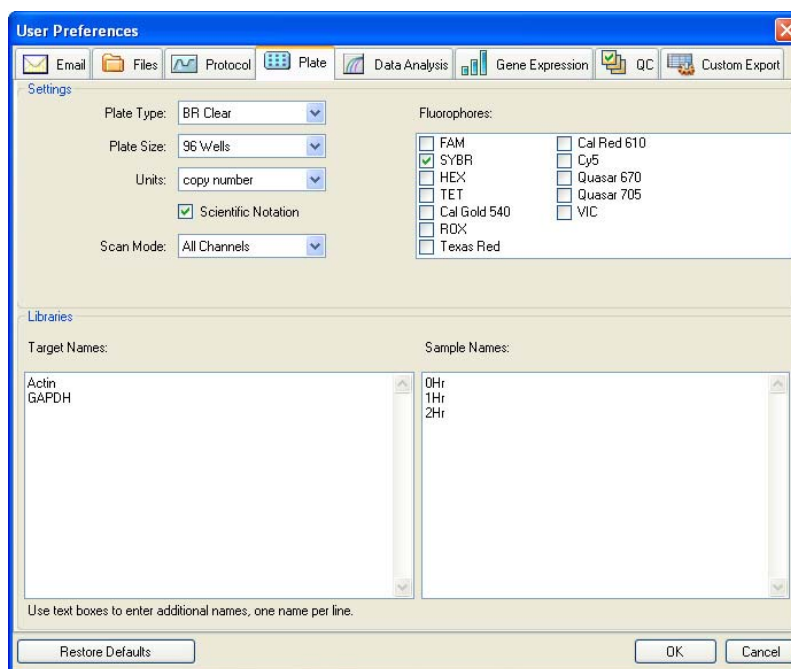 User Preferences
Email Files Protocol Plate Data Analysis Gene Expression QC Custom Export
Settings
Plate Type: BR Clear
Plate Size: 96 Wells
Units: copy number
Scientific Notation
Scan Mode: All Channels
Fluorophores:
FAM
SYBR
HEX
TET
Cal Gold 540
ROX
Texas Red
Cal Red 610
Cy5
Quasar 670
Quasar 705
VIC
Libraries
Target Names:
Actin
GAPDH
Sample Names:
0Hr
1Hr
2Hr
Use text boxes to enter additional names, one name per line.
Restore Defaults OK Cancel